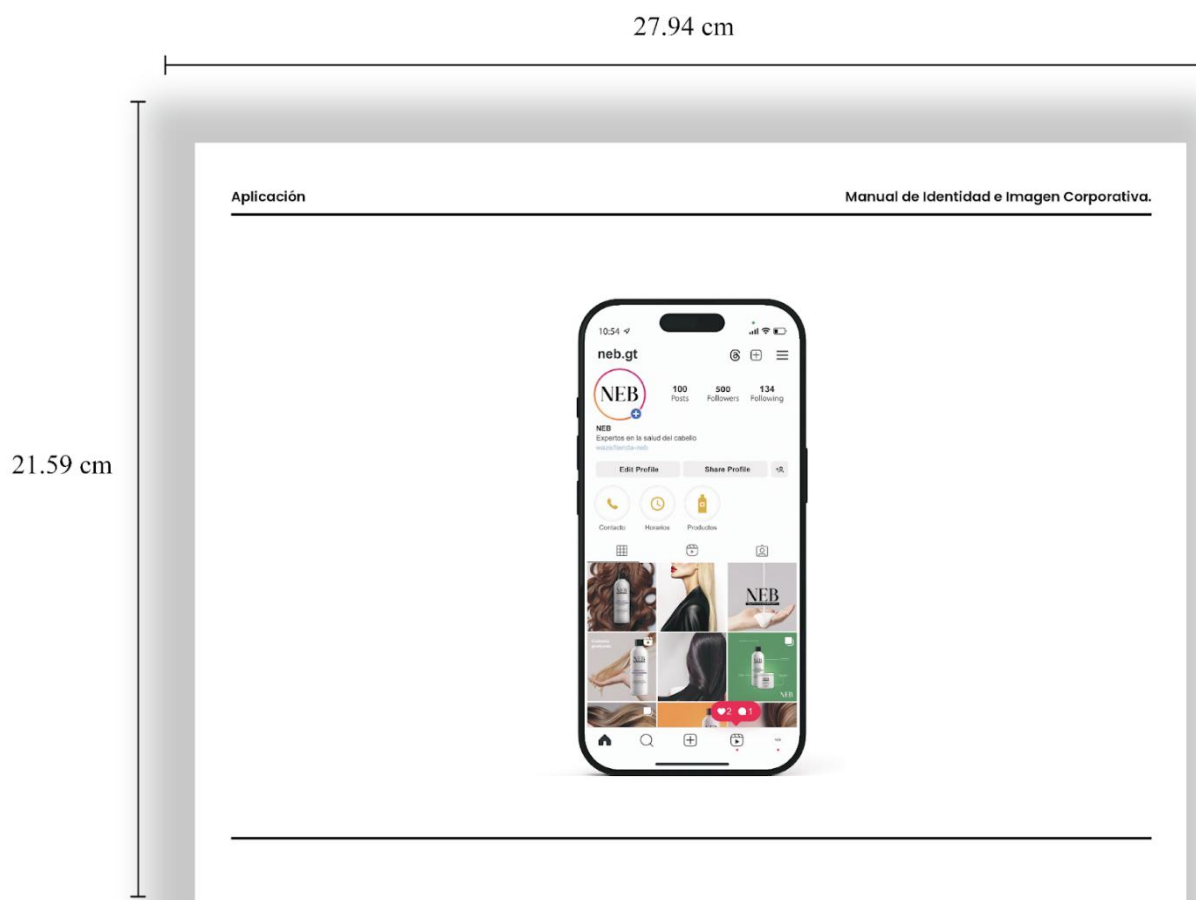 27.94 cm
21.59 cm
Aplicación
Manual de Identidad e Imagen Corporativa.
10:54
neb.gt
NEB
100
500
134
Posts
Followers
Following
NEB
Expertos en la salud del cabello
Edit Profile
Share Profile
Contacto
Horarios
Productos
NEB
NEB
NEB
NEB
NEB
2
1